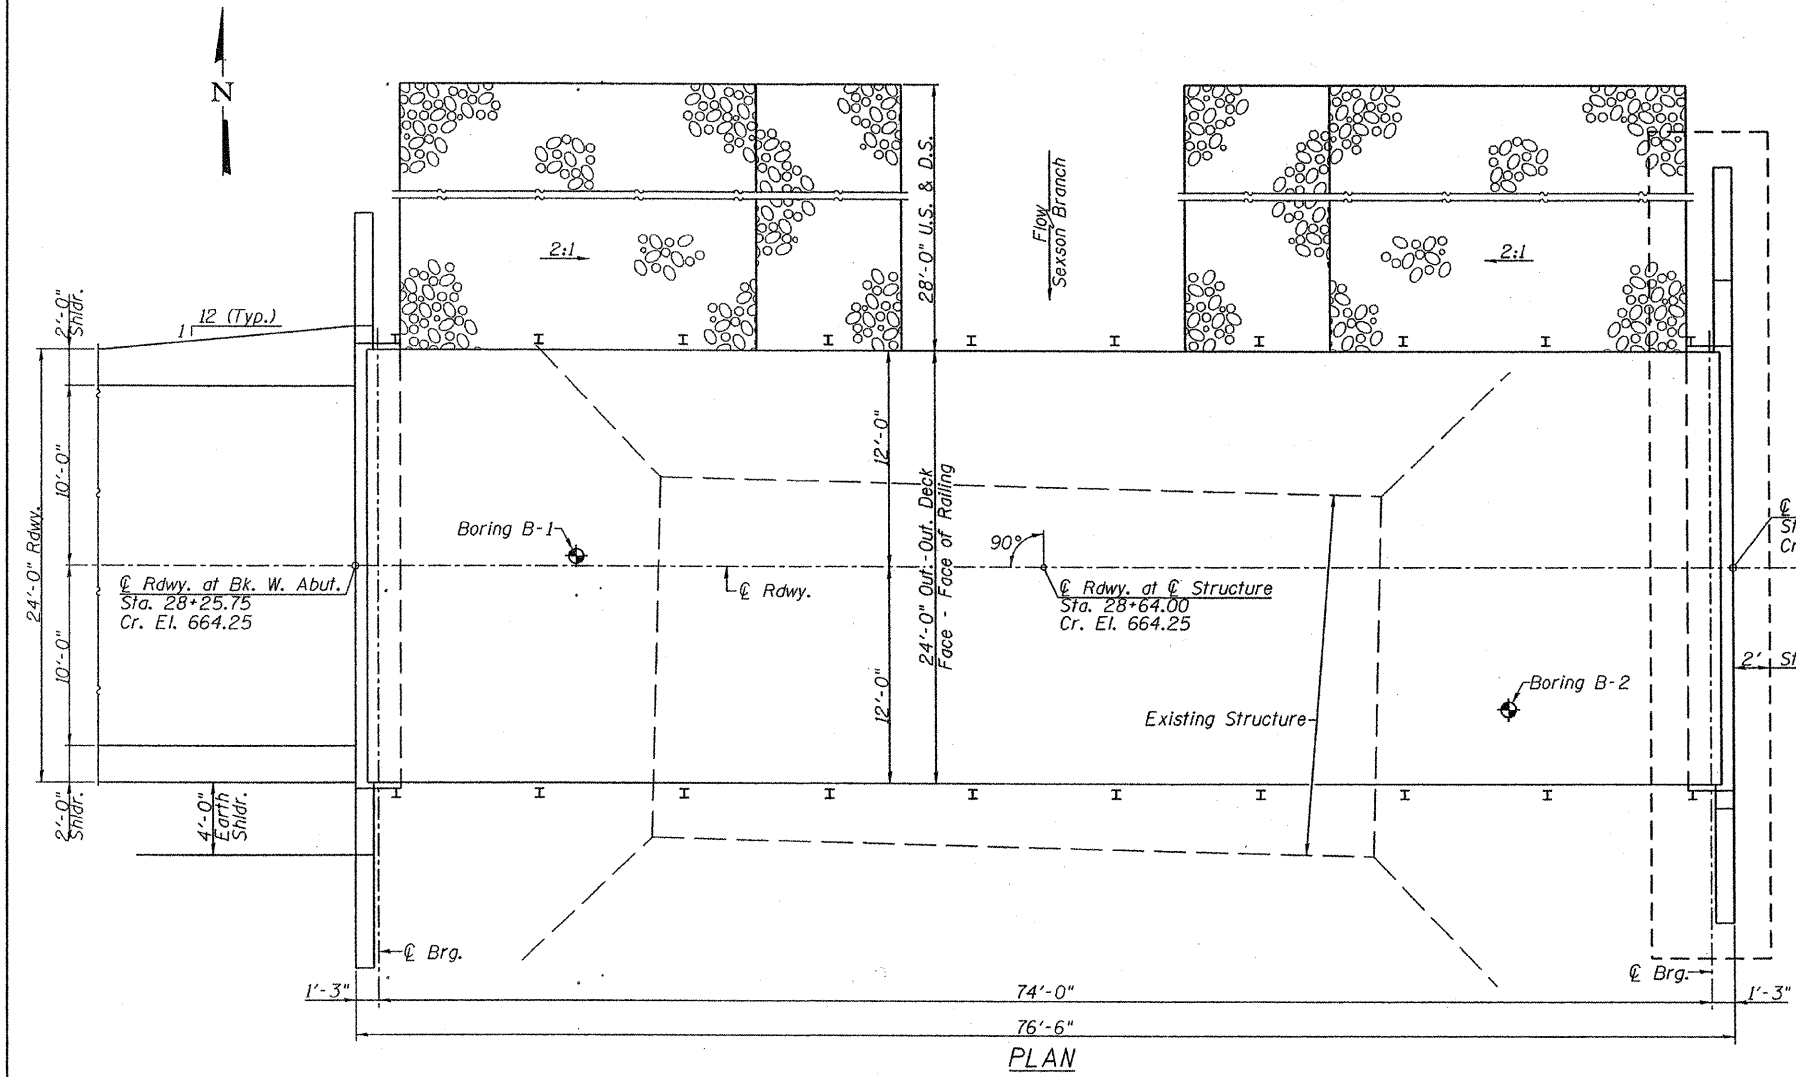 N
28'-0" U.S. & D.S.
Flow
Sexson Branch
2:1
2:1
2'-0"
Shldr.
12 (Typ.)
1
24'-0" Rdwy.
10'-0"
10'-0"
12'-0"
12'-0"
24'-0" Out.-Out. Deck
Face - Face of Railing
Boring B-1
90°
℄ Rdwy. at Bk. W. Abut.
Sta. 28+25.75
Cr. El. 664.25
℄ Rdwy.
℄ Rdwy. at ℄ Structure
Sta. 28+64.00
Cr. El. 664.25
℄
St
Cr
2'
St
Boring B-2
Existing Structure
2'-0"
Shldr.
4'-0"
Earth
Shldr.
℄ Brg.
℄ Brg.
1'-3"
74'-0"
1'-3"
76'-6"
PLAN